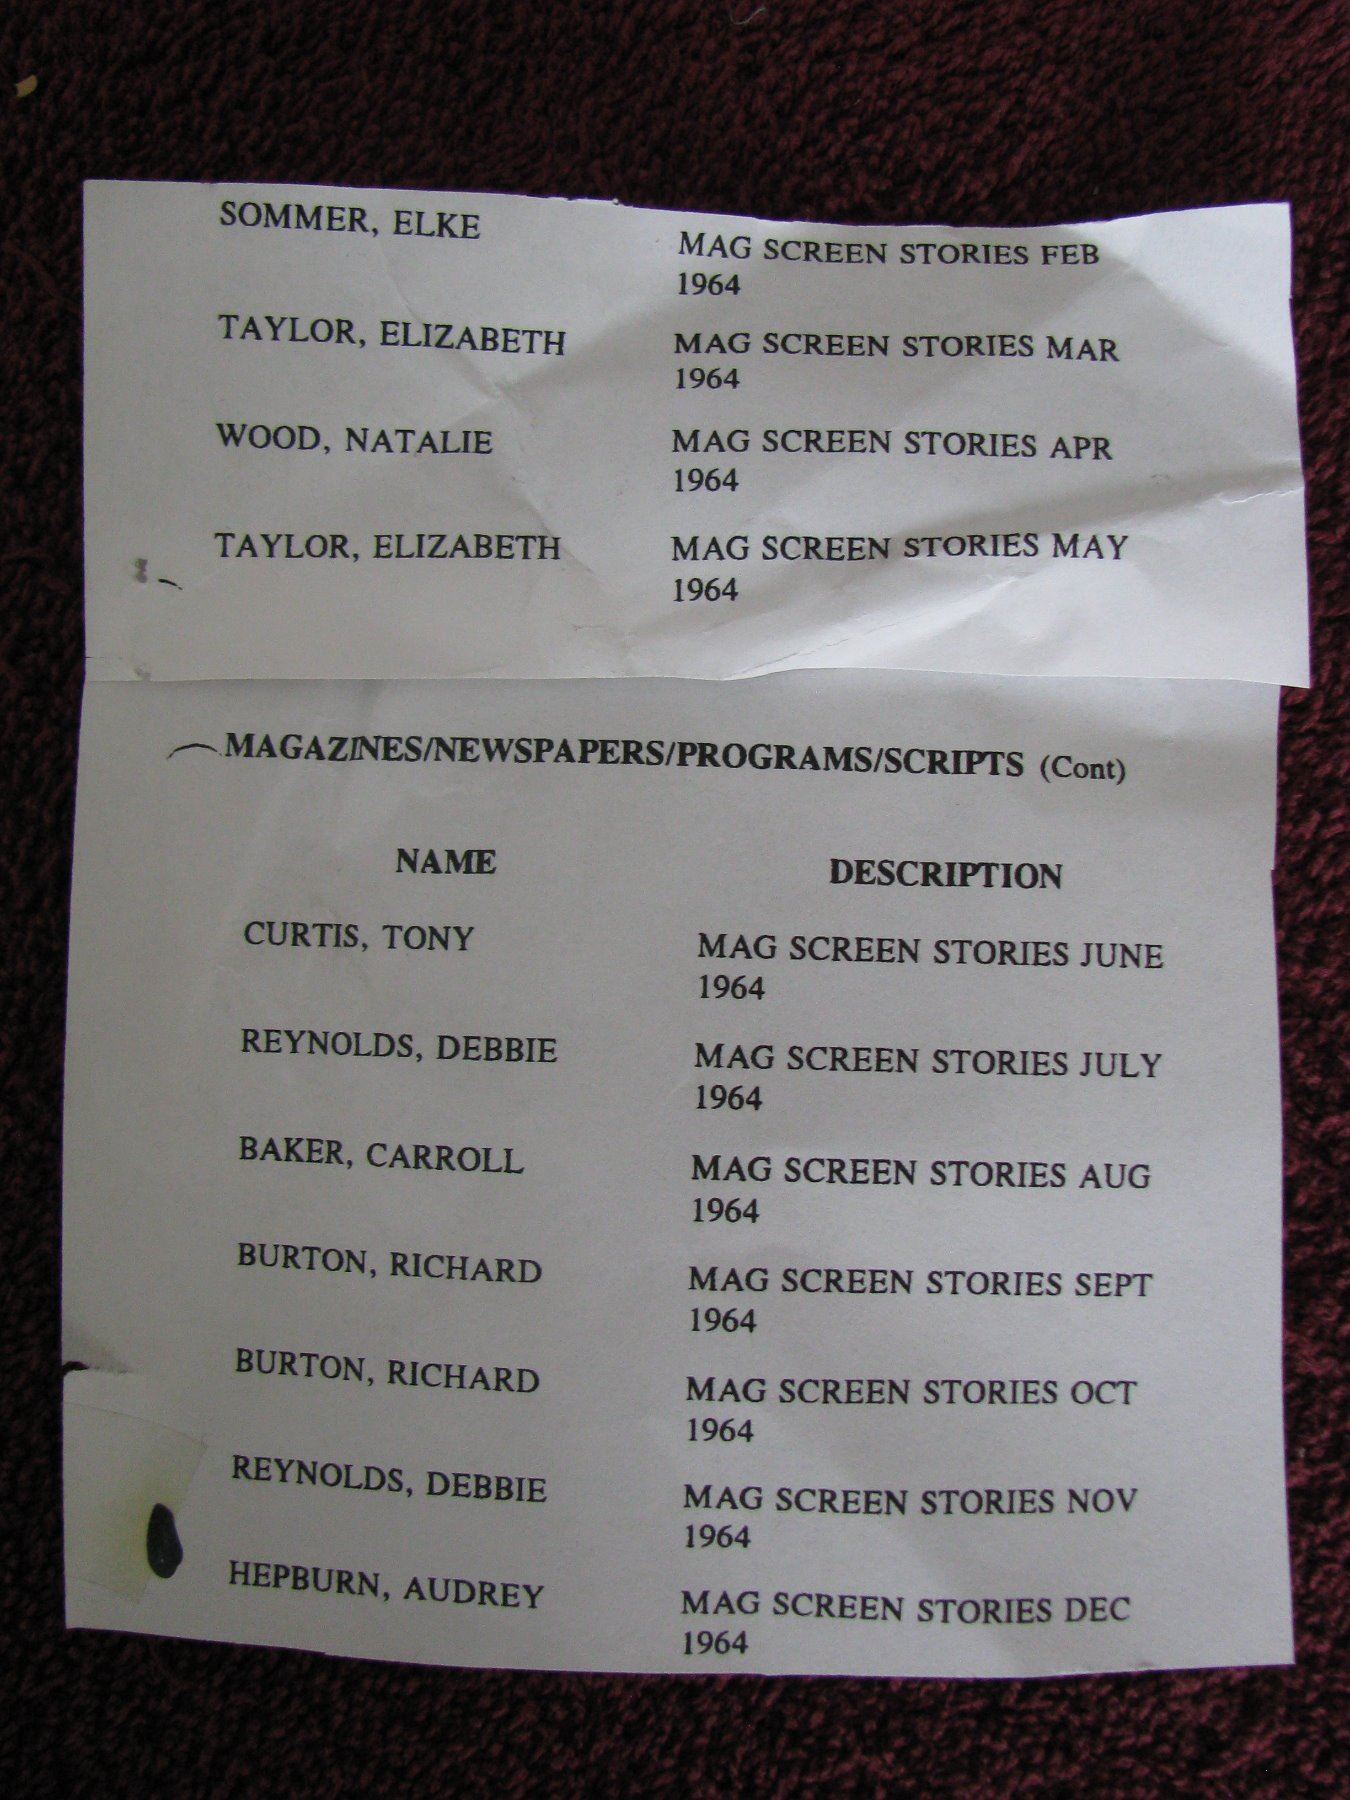 SOMMER, ELKE MAG SCREEN STORIES FEB
1964
TAYLOR, ELIZABETH MAG SCREEN STORIES MAR
1964
WOOD, NATALIE MAG SCREEN STORIES APR
1964
TAYLOR, ELIZABETH MAG SCREEN STORIES MAY
1964
MAGAZINES/NEWSPAPERS/PROGRAMS/SCRIPTS (Cont)
NAME DESCRIPTION
CURTIS, TONY MAG SCREEN STORIES JUNE
1964
REYNOLDS, DEBBIE MAG SCREEN STORIES JULY
1964
BAKER, CARROLL MAG SCREEN STORIES AUG
1964
BURTON, RICHARD MAG SCREEN STORIES SEPT
1964
BURTON, RICHARD MAG SCREEN STORIES OCT
1964
REYNOLDS, DEBBIE MAG SCREEN STORIES NOV
1964
HEPBURN, AUDREY MAG SCREEN STORIES DEC
1964